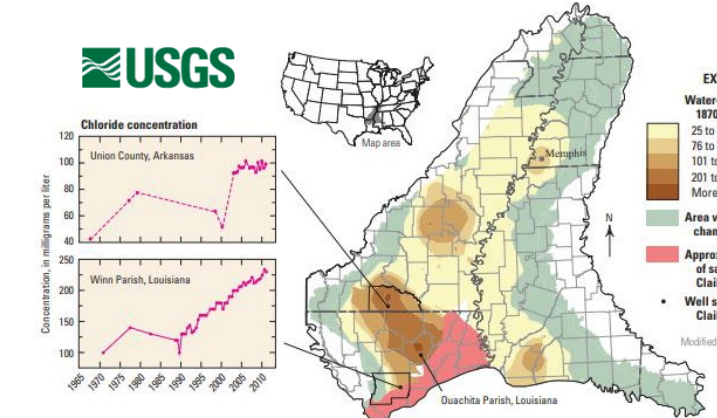 USGS
Map area
Chloride concentration
Concentration, in milligrams per liter
120
100
80
60
40
Union County, Arkansas
250
200
150
100
Winn Parish, Louisiana
1965
1970
1975
1980
1985
1990
1995
2000
2005
2010
Memphis
N
Ouachita Parish, Louisiana
EX
Water-
1870
25 to
76 to
101 to
201 to
More
Area w
chan
Approx
of sa
Clai
Well s
Clai
Modified